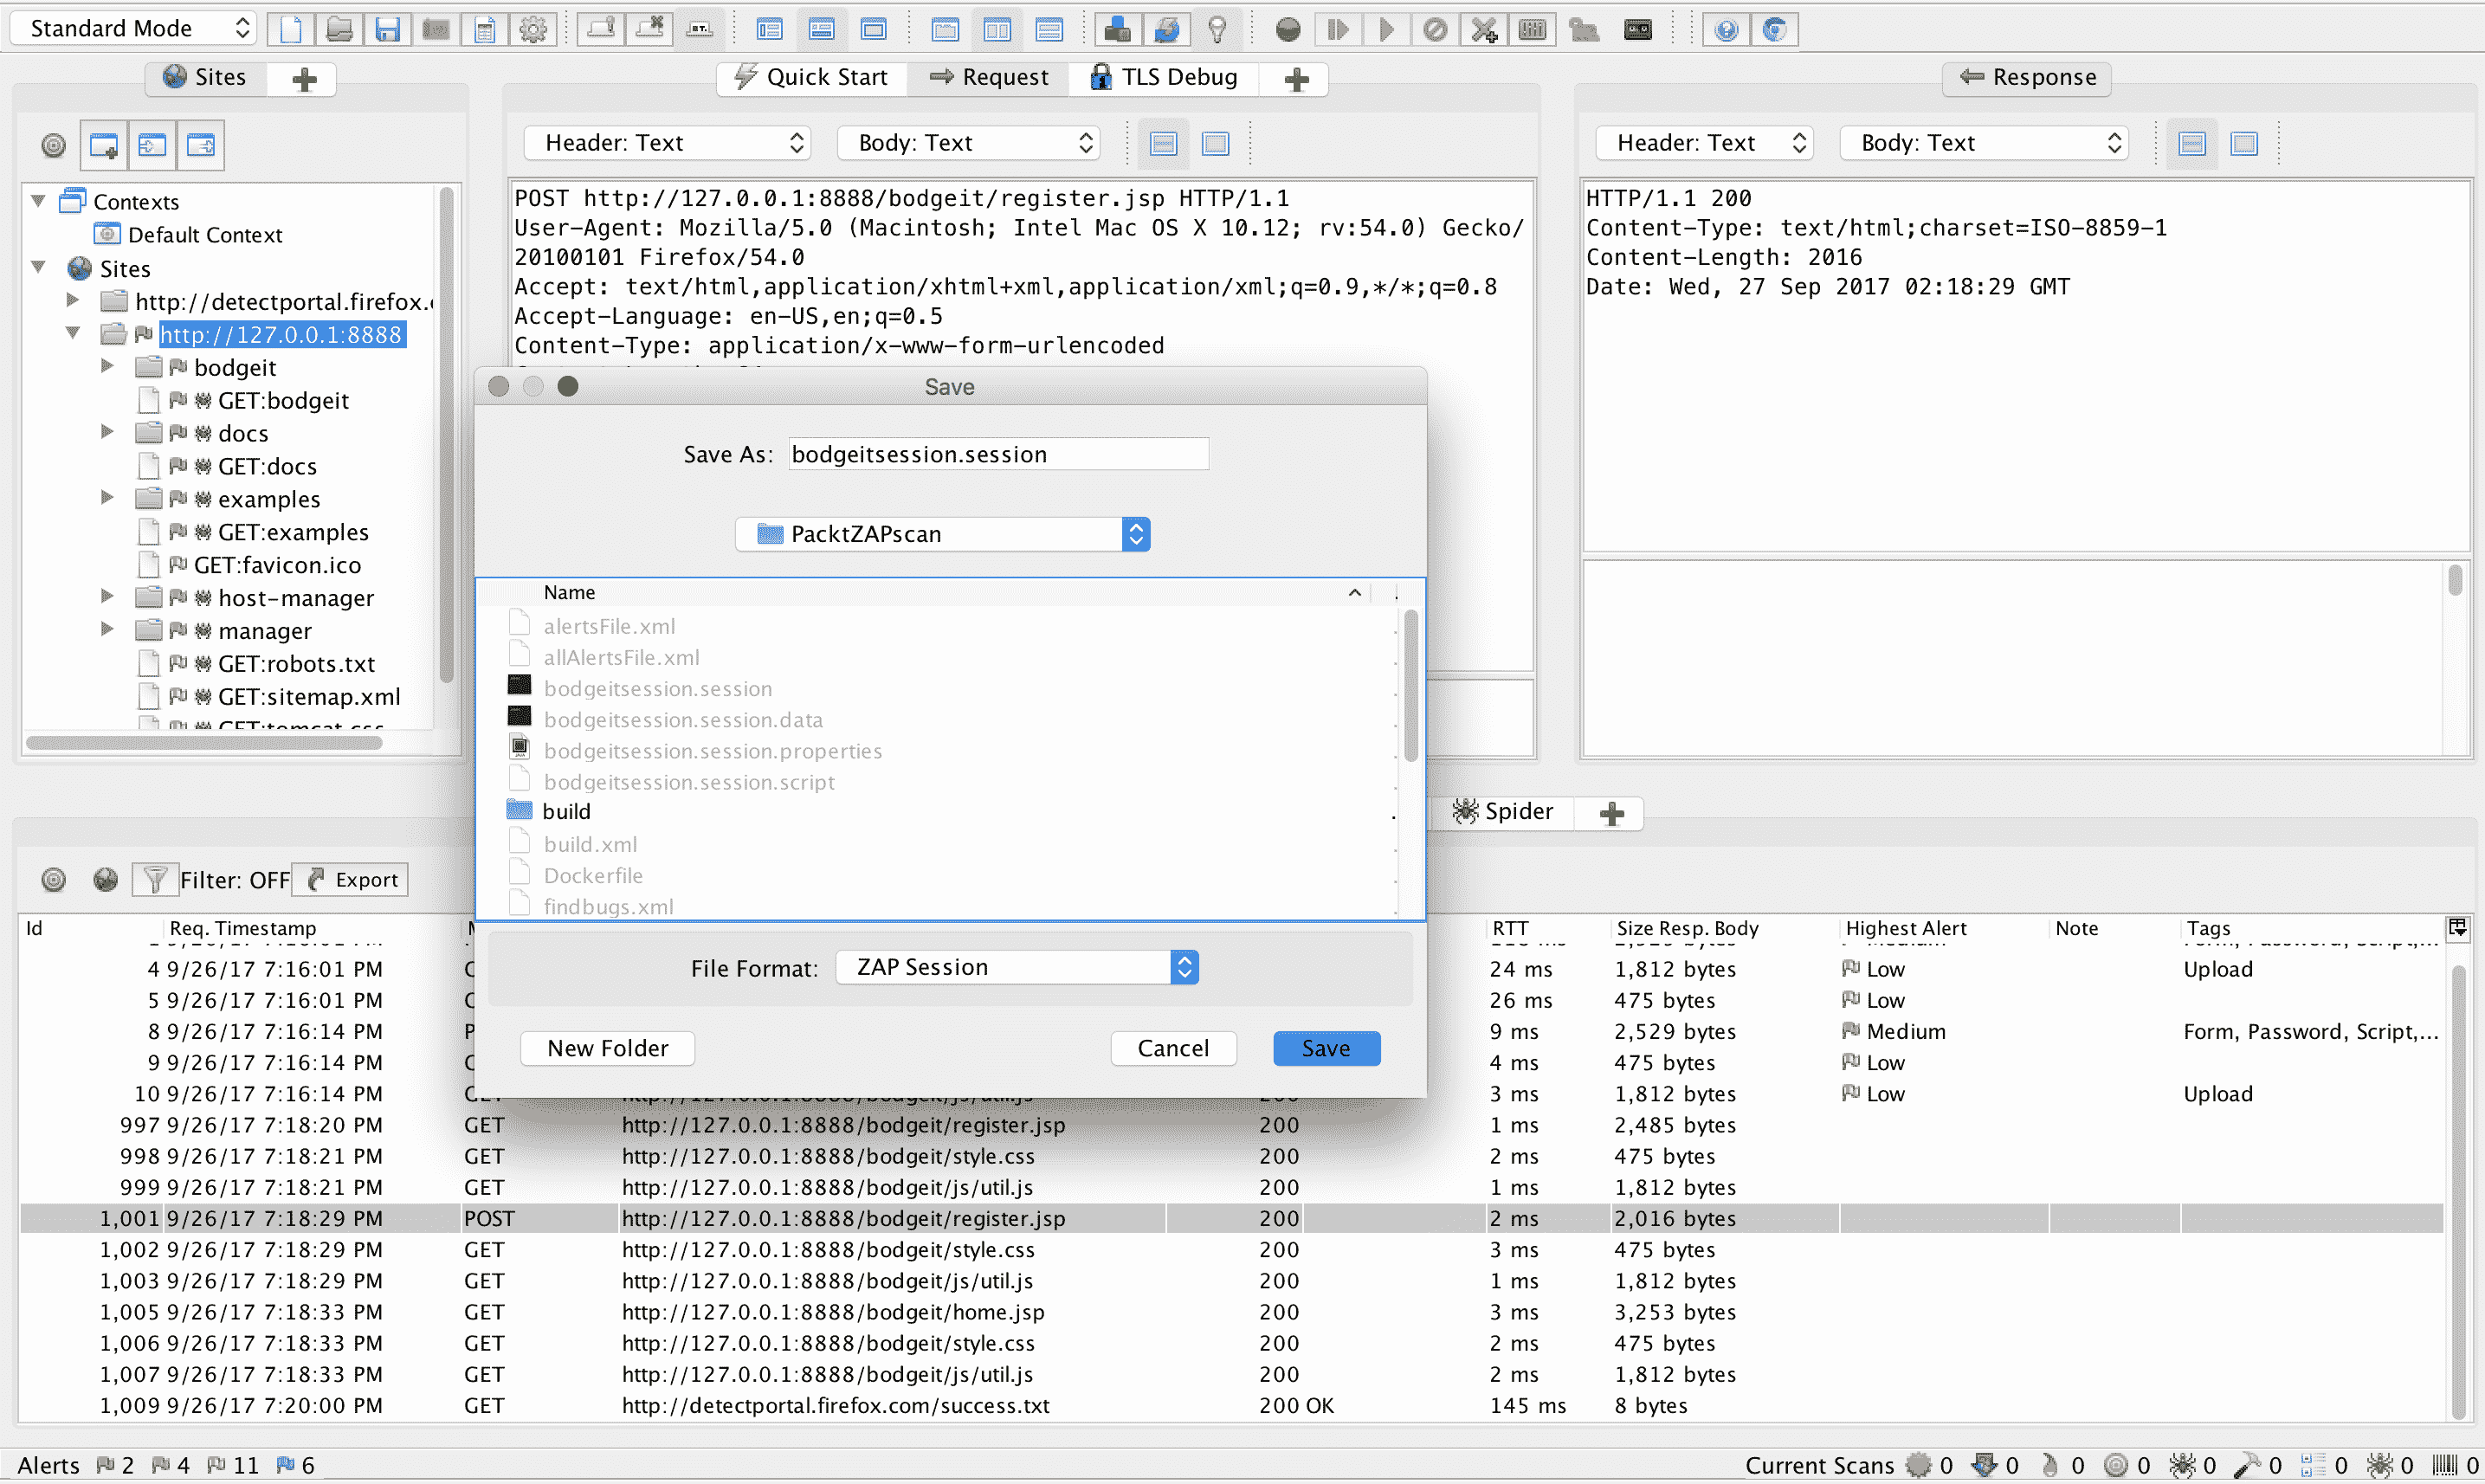 Standard Mode
Sites
Quick Start
Request
TLS Debug
Response
Header: Text
Body: Text
Header: Text
Body: Text
Contexts
Default Context
Sites
http://detectportal.firefox.
http://127.0.0.1:8888
bodgeit
GET:bodgeit
docs
GET:docs
examples
GET:examples
GET:favicon.ico
host-manager
manager
GET:robots.txt
GET:sitemap.xml
GET:tomcat.css
POST http://127.0.0.1:8888/bodgeit/register.jsp HTTP/1.1
User-Agent: Mozilla/5.0 (Macintosh; Intel Mac OS X 10.12; rv:54.0) Gecko/
20100101 Firefox/54.0
Accept: text/html,application/xhtml+xml,application/xml;q=0.9,*/*;q=0.8
Accept-Language: en-US,en;q=0.5
Content-Type: application/x-www-form-urlencoded
HTTP/1.1 200
Content-Type: text/html;charset=ISO-8859-1
Content-Length: 2016
Date: Wed, 27 Sep 2017 02:18:29 GMT
Save
Save As: bodgeitsession.session
PacktZAPscan
Name
alertsFile.xml
allAlertsFile.xml
bodgeitsession.session
bodgeitsession.session.data
bodgeitsession.session.properties
bodgeitsession.session.script
build
build.xml
Dockerfile
findbugs.xml
File Format: ZAP Session
New Folder
Cancel
Save
Spider
Filter: OFF
Export
Id Req. Timestamp RTT Size Resp. Body Highest Alert Note Tags
4 9/26/17 7:16:01 PM 24 ms 1,812 bytes Low Upload
5 9/26/17 7:16:01 PM 26 ms 475 bytes Low
8 9/26/17 7:16:14 PM 9 ms 2,529 bytes Medium Form, Password, Script,...
9 9/26/17 7:16:14 PM 4 ms 475 bytes Low
10 9/26/17 7:16:14 PM GET http://127.0.0.1:8888/bodgeit/js/util.js 200 3 ms 1,812 bytes Low Upload
997 9/26/17 7:18:20 PM GET http://127.0.0.1:8888/bodgeit/register.jsp 200 1 ms 2,485 bytes
998 9/26/17 7:18:21 PM GET http://127.0.0.1:8888/bodgeit/style.css 200 2 ms 475 bytes
999 9/26/17 7:18:21 PM GET http://127.0.0.1:8888/bodgeit/js/util.js 200 1 ms 1,812 bytes
1,001 9/26/17 7:18:29 PM POST http://127.0.0.1:8888/bodgeit/register.jsp 200 2 ms 2,016 bytes
1,002 9/26/17 7:18:29 PM GET http://127.0.0.1:8888/bodgeit/style.css 200 3 ms 475 bytes
1,003 9/26/17 7:18:29 PM GET http://127.0.0.1:8888/bodgeit/js/util.js 200 1 ms 1,812 bytes
1,005 9/26/17 7:18:33 PM GET http://127.0.0.1:8888/bodgeit/home.jsp 200 3 ms 3,253 bytes
1,006 9/26/17 7:18:33 PM GET http://127.0.0.1:8888/bodgeit/style.css 200 2 ms 475 bytes
1,007 9/26/17 7:18:33 PM GET http://127.0.0.1:8888/bodgeit/js/util.js 200 2 ms 1,812 bytes
1,009 9/26/17 7:20:00 PM GET http://detectportal.firefox.com/success.txt 200 OK 145 ms 8 bytes
Alerts 2 4 11 6 Current Scans 0 0 0 0 0 0 0 0 0